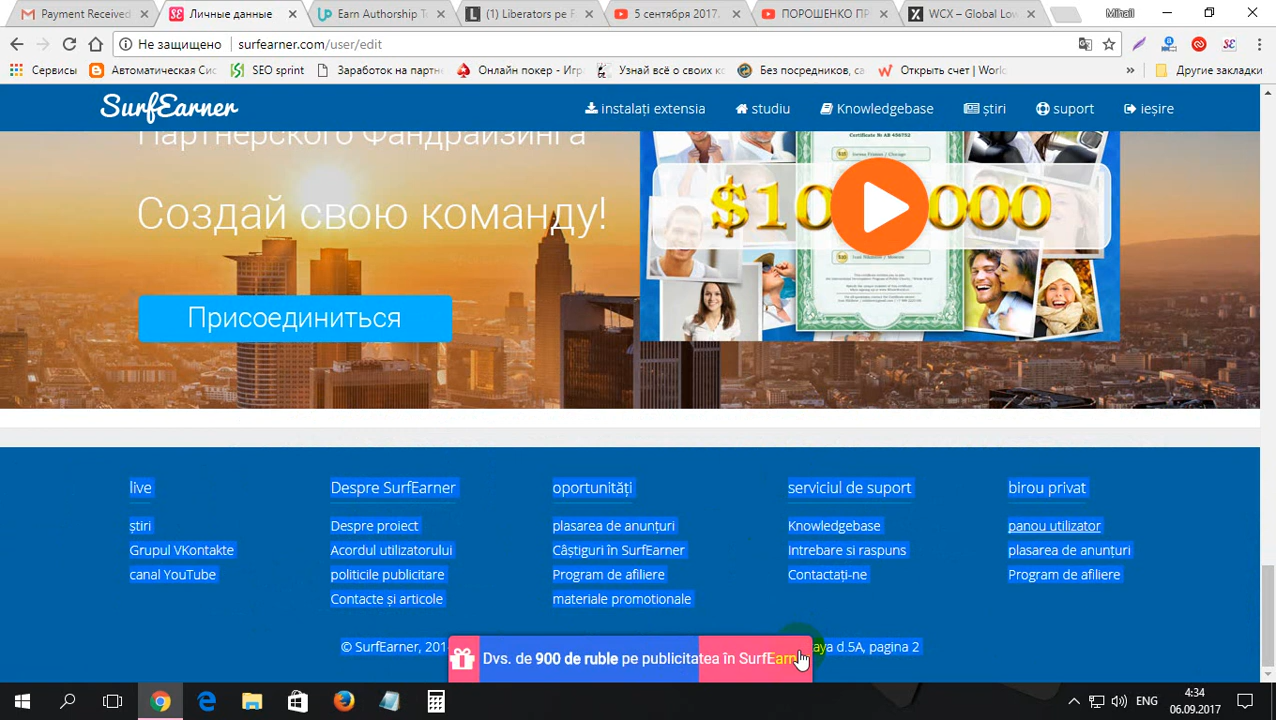 Payment Received
Личные данные
Earn Authorship T
(1) Liberators pe F
5 сентября 2017.
ПОРОШЕНКО ПР
WCX – Global Low
Mihail
Не защищено
surfearner.com/user/edit
Сервисы
Автоматическая Сис
SEO sprint
Заработок на партн
Онлайн покер - Игр
Узнай всё о своих к
Без посредников, са
Открыть счет | Worl
»
Другие закладки
SurfEarner
instalați extensia
studiu
Knowledgebase
știri
suport
ieșire
Партнерского Фандрайзинга
Создай свою команду!
Присоединиться
live
știri
Grupul VKontakte
canal YouTube
Despre SurfEarner
Despre proiect
Acordul utilizatorului
politicile publicitare
Contacte și articole
oportunități
plasarea de anunțuri
Câștiguri în SurfEarner
Program de afiliere
materiale promotionale
serviciul de suport
Knowledgebase
Intrebare si raspuns
Contactați-ne
birou privat
panou utilizator
plasarea de anunțuri
Program de afiliere
© SurfEarner, 201
aya d.5A, pagina 2
Dvs. de 900 de ruble pe publicitatea în SurfEarn
ENG
4:34
06.09.2017